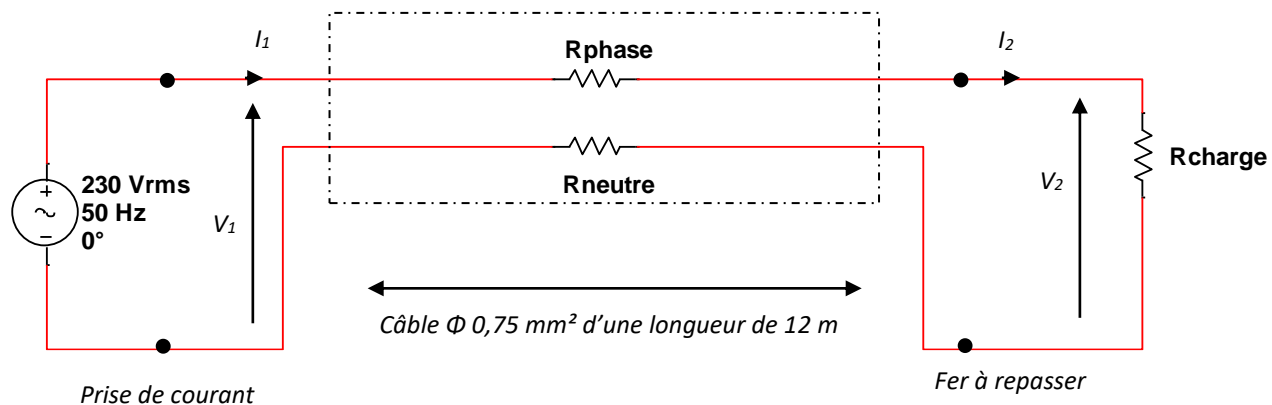 I1
Rphase
I2
230 Vrms
50 Hz
0°
V1
Rneutre
V2
Rcharge
Câble Φ 0,75 mm² d’une longueur de 12 m
Prise de courant
Fer à repasser